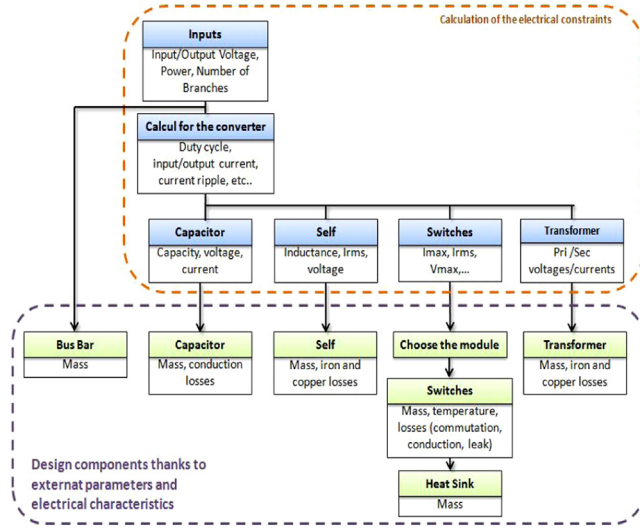 Calculation of the electrical constraints
Inputs
Input/Output Voltage,
Power, Number of
Branches
Calcul for the converter
Duty cycle,
input/output current,
current ripple, etc..
Capacitor
Capacity, voltage,
current
Self
Inductance, Irms,
voltage
Switches
Imax, Irms,
Vmax,...
Transformer
Pri /Sec
voltages/currents
Bus Bar
Mass
Capacitor
Mass, conduction
losses
Self
Mass, iron and
copper losses
Choose the module
Switches
Mass, temperature,
losses (commutation,
conduction, leak)
Heat Sink
Mass
Transformer
Mass, iron and
copper losses
Design components thanks to
externat parameters and
electrical characteristics